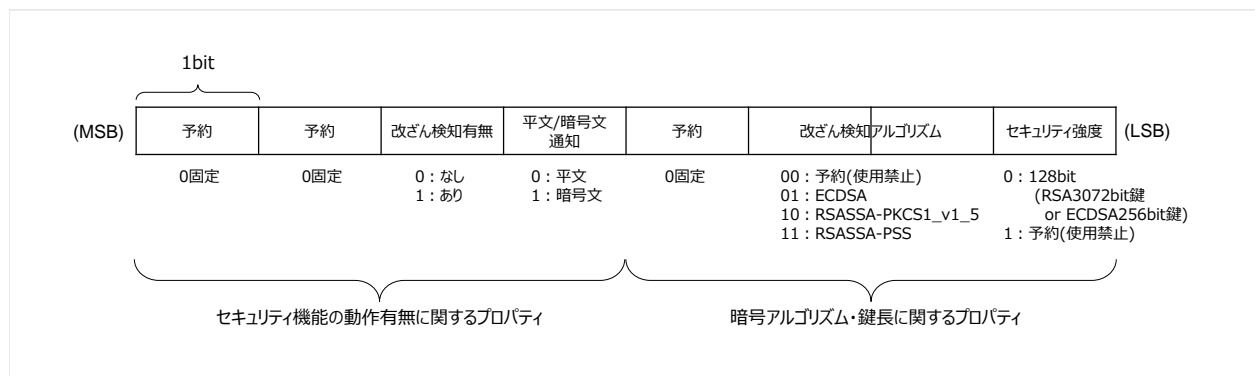 1bit
(MSB)
予約
予約
改ざん検知有無
平文/暗号文
通知
予約
改ざん検知アルゴリズム
セキュリティ強度
(LSB)
0固定
0固定
0：なし
1：あり
0：平文
1：暗号文
0固定
00：予約(使用禁止)
01：ECDSA
10：RSASSA-PKCS1_v1_5
11：RSASSA-PSS
0：128bit
(RSA3072bit鍵
or ECDSA256bit鍵)
1：予約(使用禁止)
セキュリティ機能の動作有無に関するプロパティ
暗号アルゴリズム・鍵長に関するプロパティ